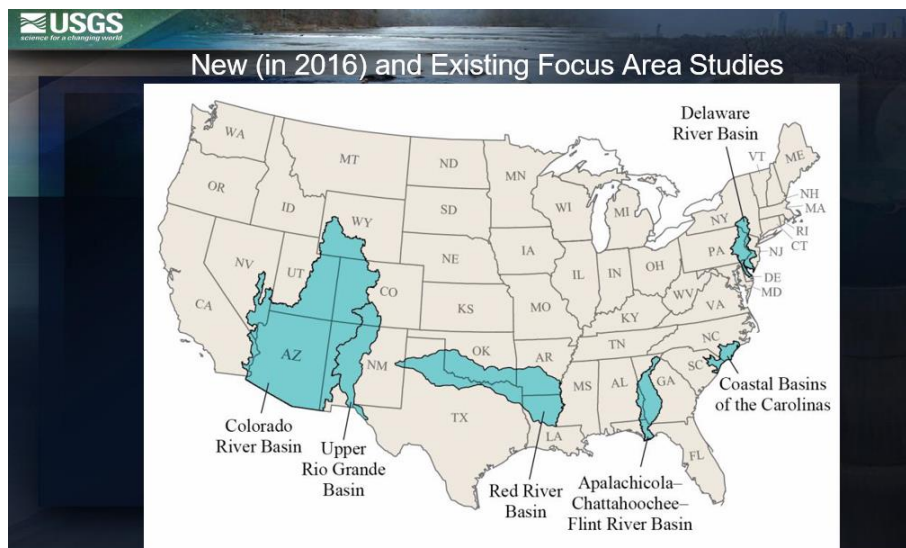 USGS
science for a changing world
New (in 2016) and Existing Focus Area Studies
Delaware
River Basin
WA
MT
ND
MN
VT
ME
OR
ID
WY
SD
WI
MI
NY
NH
MA
RI
CT
NV
UT
CO
NE
IA
IL
IN
OH
PA
NJ
DE
MD
CA
KS
MO
KY
WV
VA
AZ
NM
OK
AR
TN
NC
SC
TX
LA
MS
AL
GA
FL
Coastal Basins
of the Carolinas
Colorado
River Basin
Upper
Rio Grande
Basin
Red River
Basin
Apalachicola–
Chattahoochee–
Flint River Basin